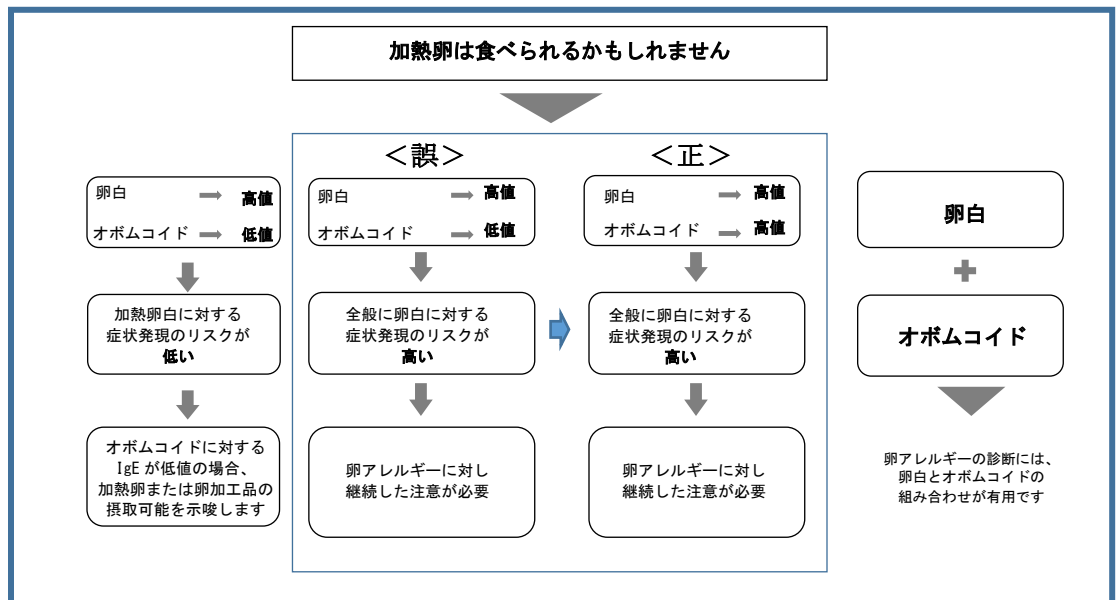 加熱卵は食べられるかもしれません
＜誤＞
＜正＞
卵白 → 高値
オボムコイド → 低値
加熱卵白に対する
症状発現のリスクが
低い
オボムコイドに対する
IgE が低値の場合、
加熱卵または卵加工品の
摂取可能を示唆します
卵白 → 高値
オボムコイド → 低値
全般に卵白に対する
症状発現のリスクが
高い
卵アレルギーに対し
継続した注意が必要
卵白 → 高値
オボムコイド → 高値
全般に卵白に対する
症状発現のリスクが
高い
卵アレルギーに対し
継続した注意が必要
卵白
+
オボムコイド
卵アレルギーの診断には、
卵白とオボムコイドの
組み合わせが有用です